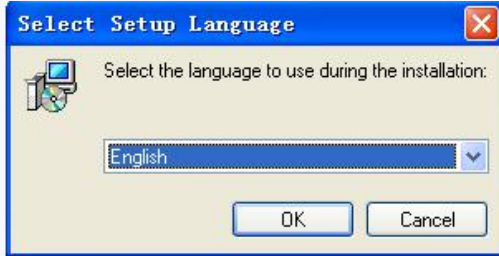 Select Setup Language
Select the language to use during the installation:
English
OK
Cancel